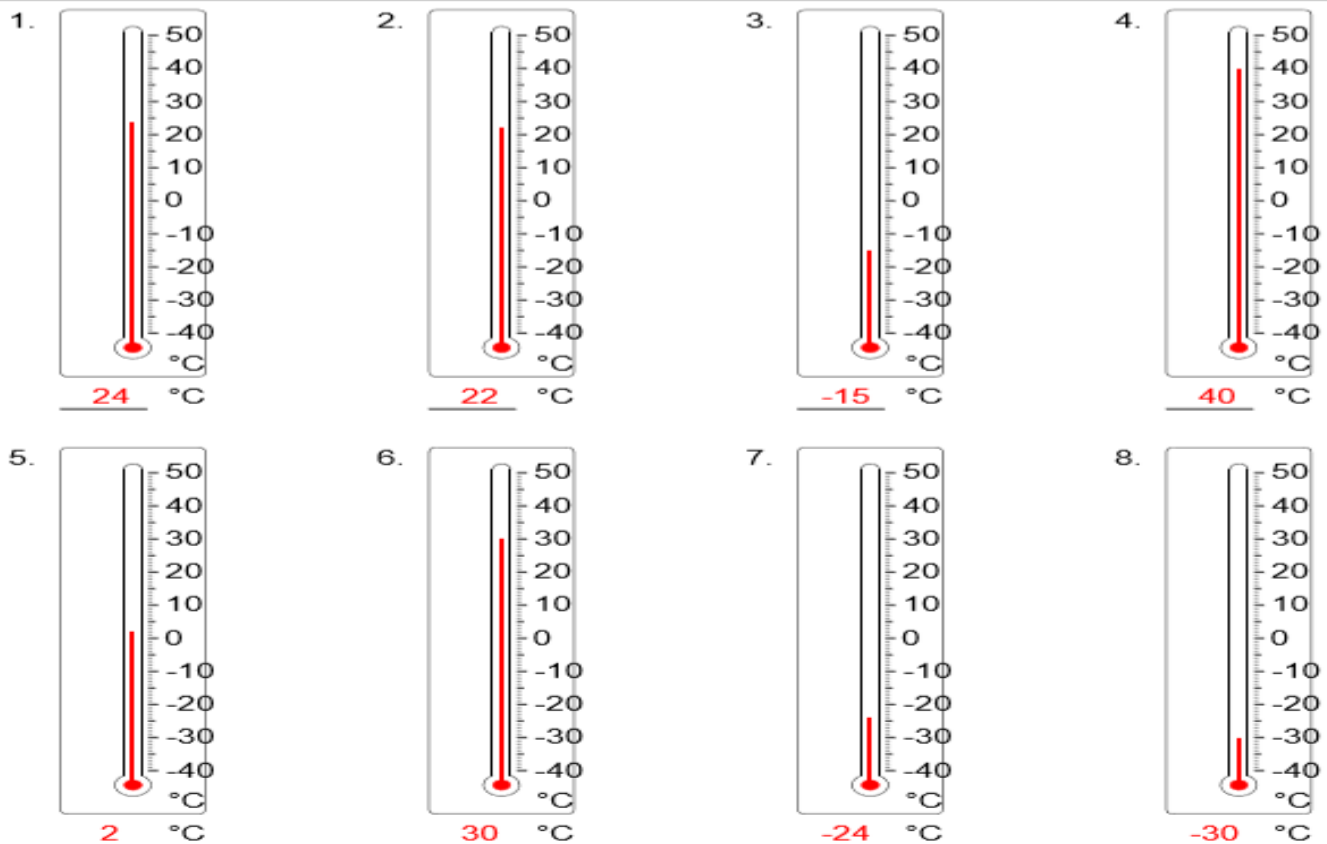 1. 2. 3. 4.
50 50 50 50
40 40 40 40
30 30 30 30
20 20 20 20
10 10 10 10
0 0 0 0
-10 -10 -10 -10
-20 -20 -20 -20
-30 -30 -30 -30
-40 -40 -40 -40
°C °C °C °C
24 °C 22 °C -15 °C 40 °C
5. 6. 7. 8.
50 50 50 50
40 40 40 40
30 30 30 30
20 20 20 20
10 10 10 10
0 0 0 0
-10 -10 -10 -10
-20 -20 -20 -20
-30 -30 -30 -30
-40 -40 -40 -40
°C °C °C °C
2 °C 30 °C -24 °C -30 °C